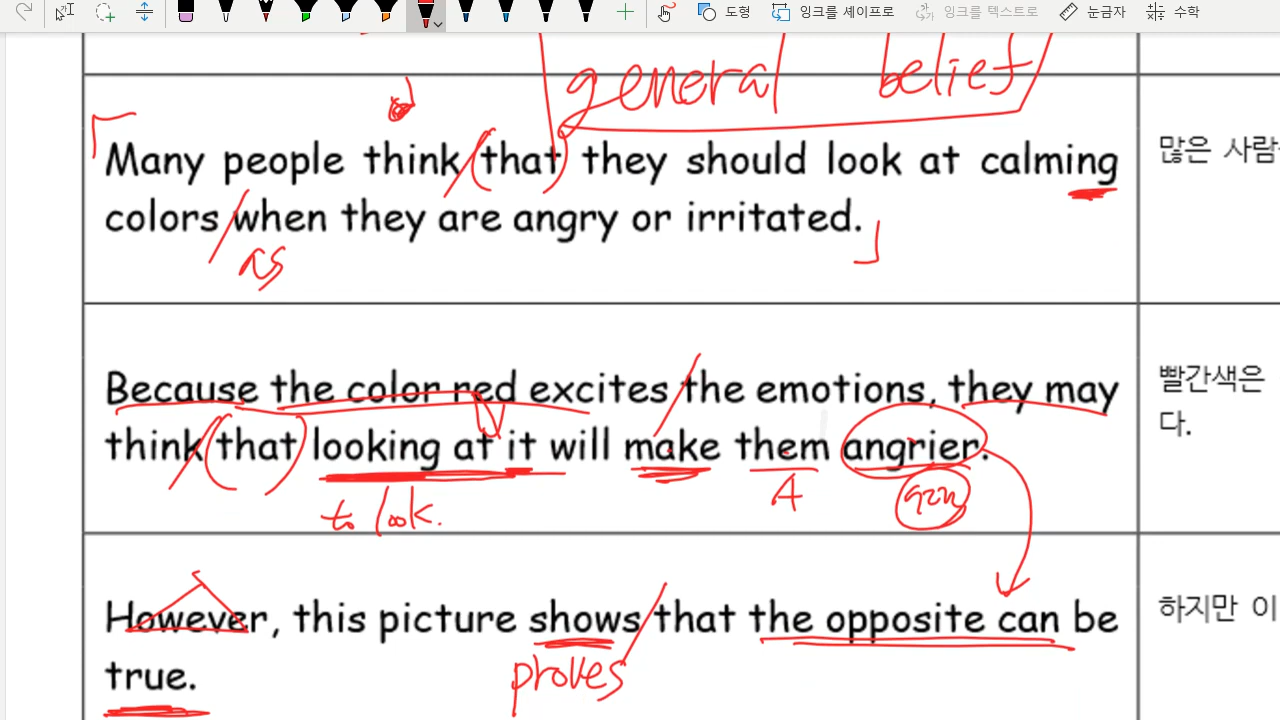 도형 잉크를 셰이프로 잉크를 텍스트로 눈금자 수학
general belief
Many people think that they should look at calming
colors when they are angry or irritated.
as
많은 사람
Because the color red excites the emotions, they may
think that looking at it will make them angrier.
to look. A
빨간색은
다.
However, this picture shows that the opposite can be
true.
proves
하지만 이